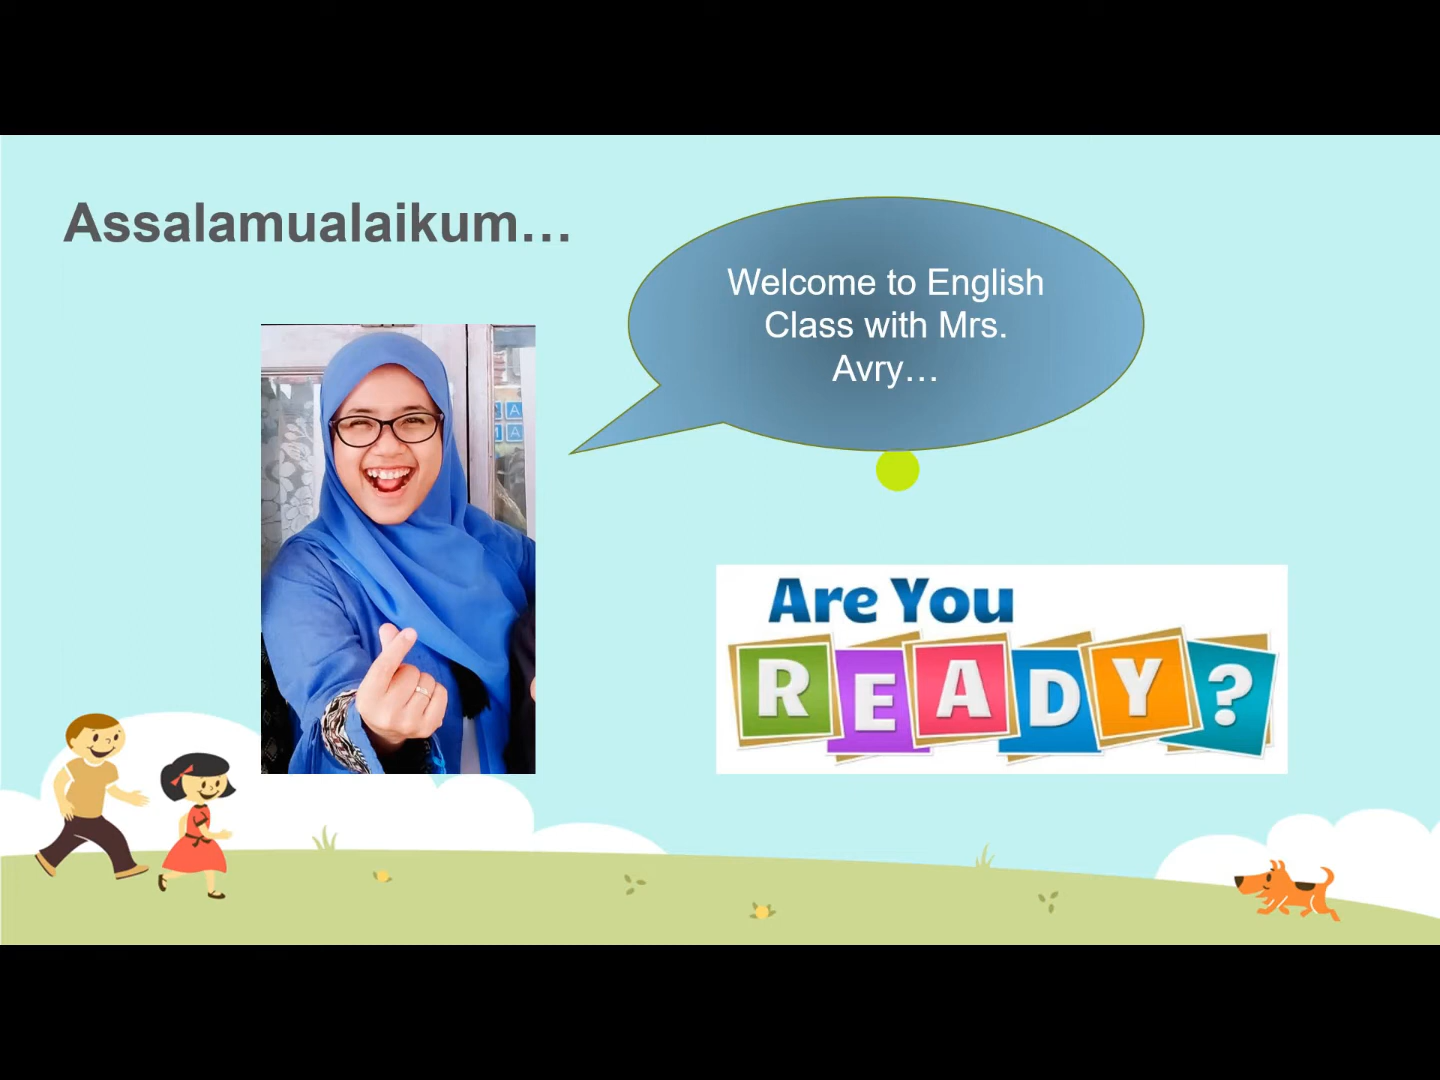 Assalamualaikum…
Welcome to English
Class with Mrs.
Avry…
Are You
READY?